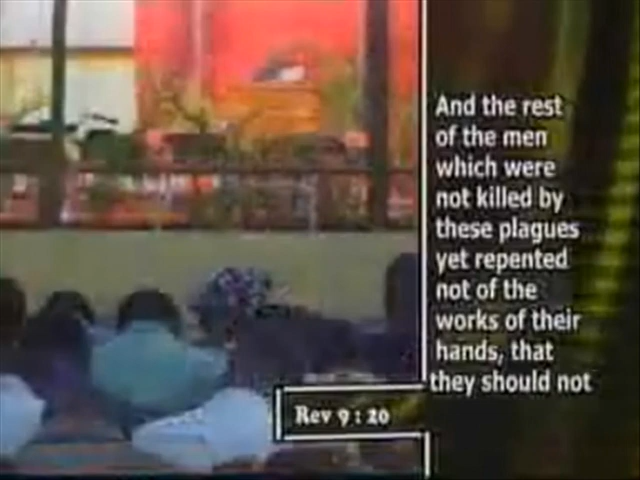 And the rest
of the men
which were
not killed by
these plagues
yet repented
not of the
works of their
hands, that
they should not
Rev 9 : 20